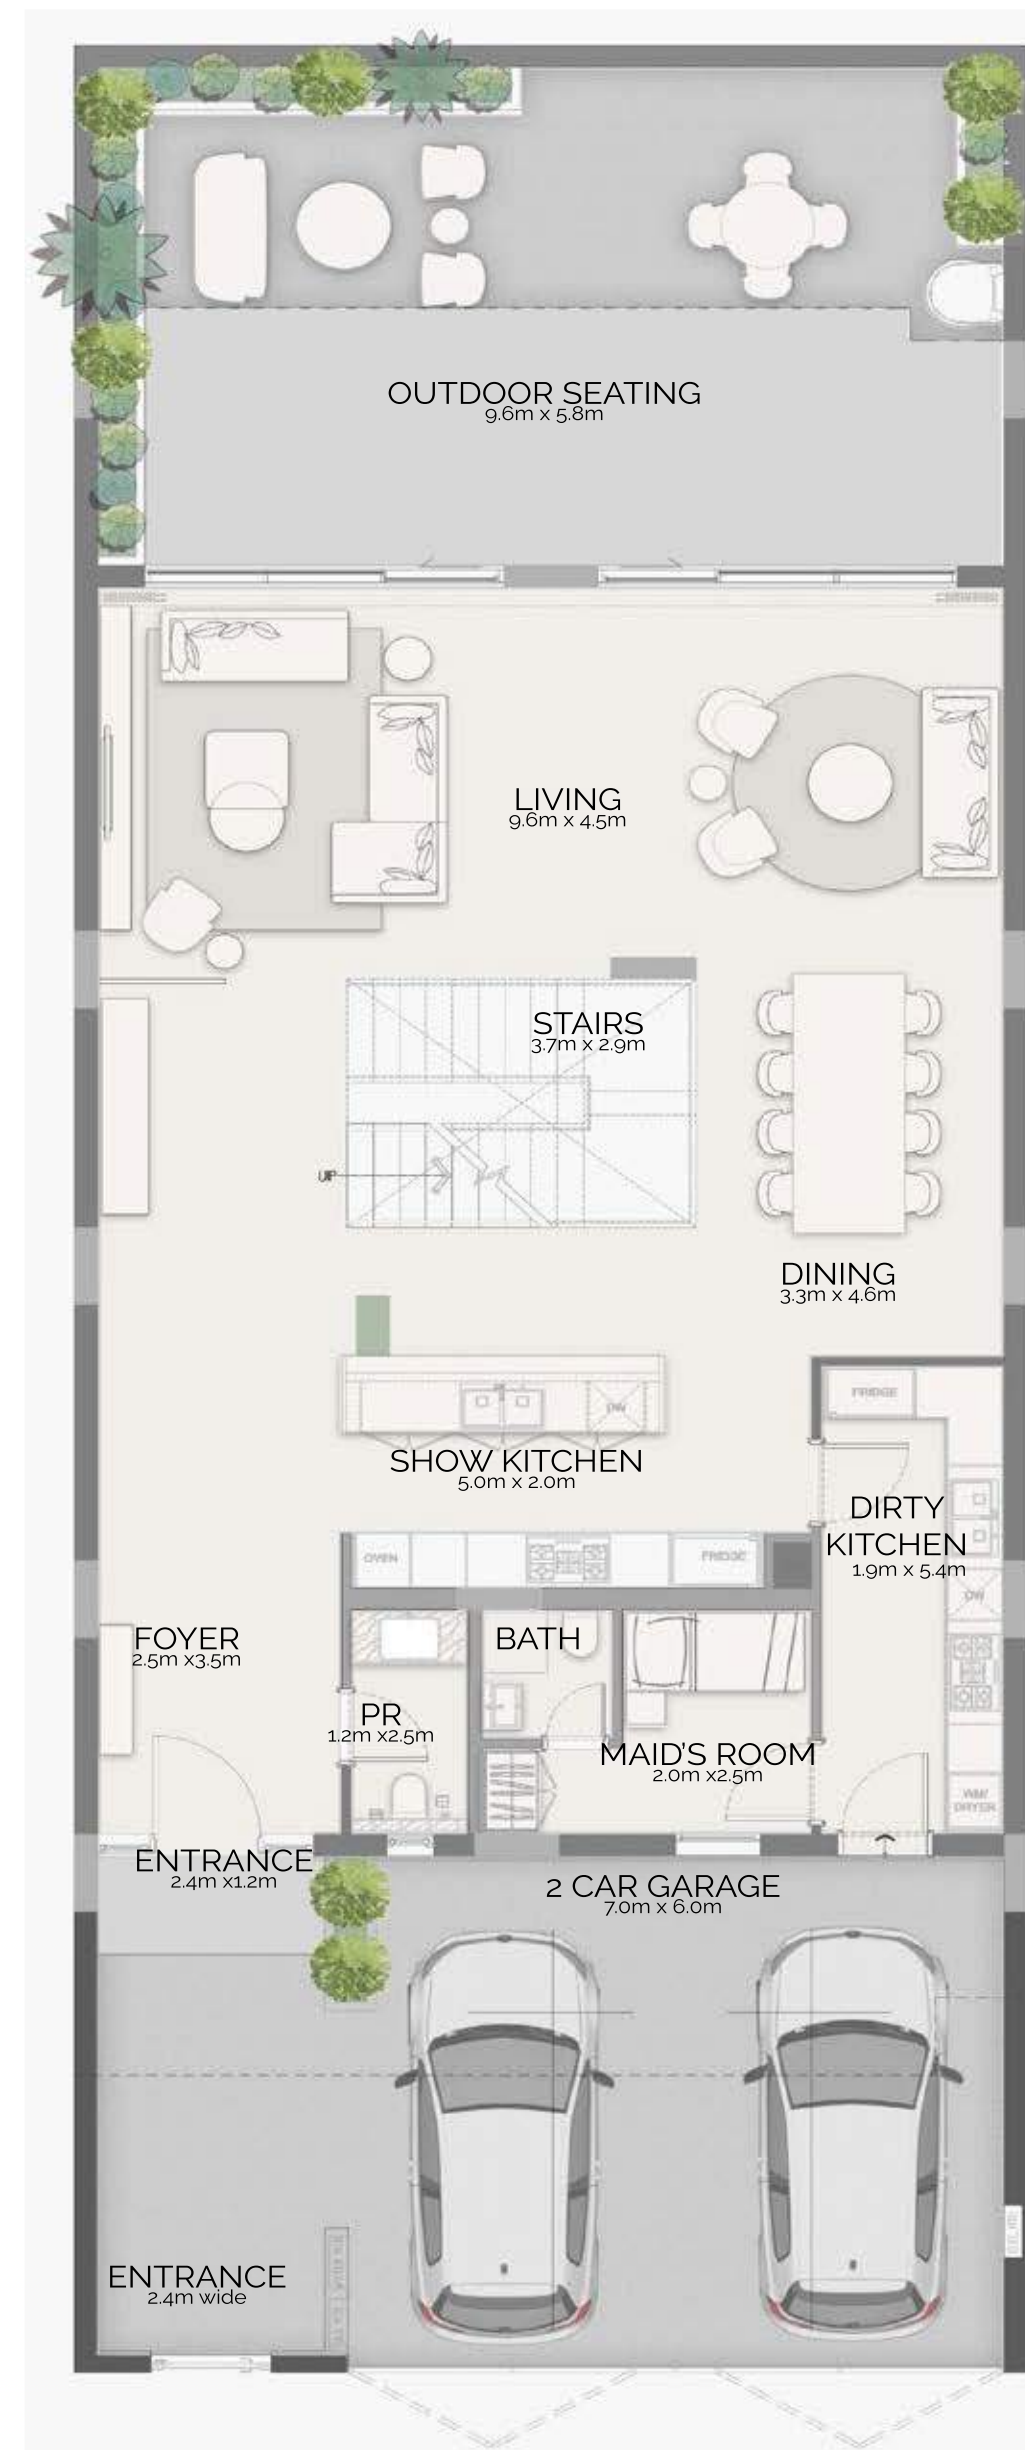 OUTDOOR SEATING
9.6m x 5.8m
LIVING
9.6m x 4.5m
STAIRS
3.7m x 2.9m
UP
DINING
3.3m x 4.6m
FRIDGE
DW
SHOW KITCHEN
5.0m x 2.0m
DIRTY
KITCHEN
1.9m x 5.4m
OVEN
FRIDGE
DW
FOYER
2.5m x3.5m
BATH
PR
1.2m x2.5m
MAID'S ROOM
2.0m x2.5m
WM/
DRYER
ENTRANCE
2.4m x1.2m
2 CAR GARAGE
7.0m x 6.0m
ENTRANCE
2.4m wide